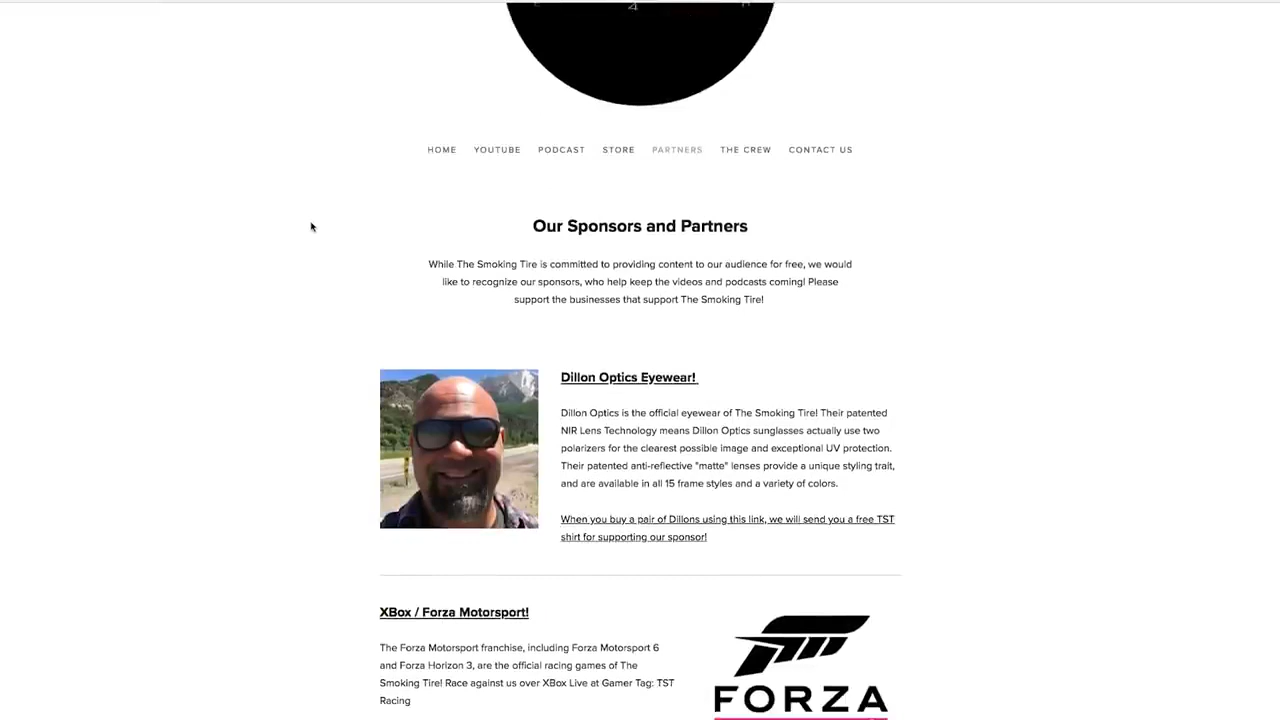 HOME YOUTUBE PODCAST STORE PARTNERS THE CREW CONTACT US
Our Sponsors and Partners
While The Smoking Tire is committed to providing content to our audience for free, we would
like to recognize our sponsors, who help keep the videos and podcasts coming! Please
support the businesses that support The Smoking Tire!
Dillon Optics Eyewear!
Dillon Optics is the official eyewear of The Smoking Tire! Their patented
NIR Lens Technology means Dillon Optics sunglasses actually use two
polarizers for the clearest possible image and exceptional UV protection.
Their patented anti-reflective "matte" lenses provide a unique styling trait,
and are available in all 15 frame styles and a variety of colors.
When you buy a pair of Dillons using this link, we will send you a free TST
shirt for supporting our sponsor!
XBox / Forza Motorsport!
The Forza Motorsport franchise, including Forza Motorsport 6
and Forza Horizon 3, are the official racing games of The
Smoking Tire! Race against us over XBox Live at Gamer Tag: TST
Racing
FORZA